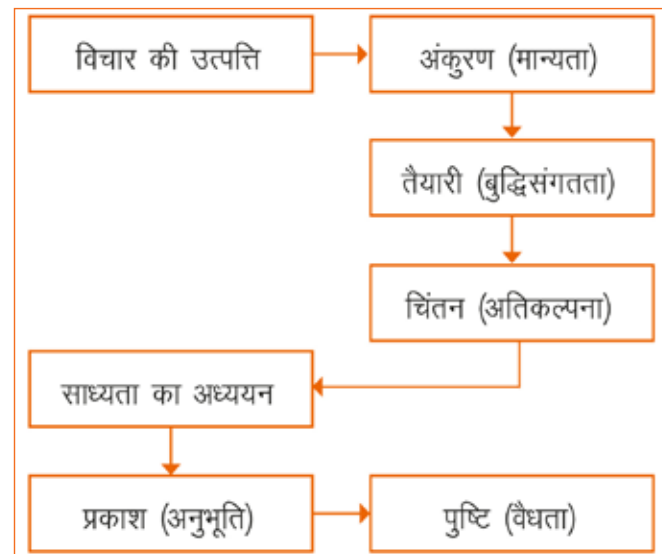 विचार की उत्पत्ति
अंकुरण (मान्यता)
तैयारी (बुद्धिसंगतता)
चिंतन (अतिकल्पना)
साध्यता का अध्ययन
प्रकाश (अनुभूति)
पुष्टि (वैधता)